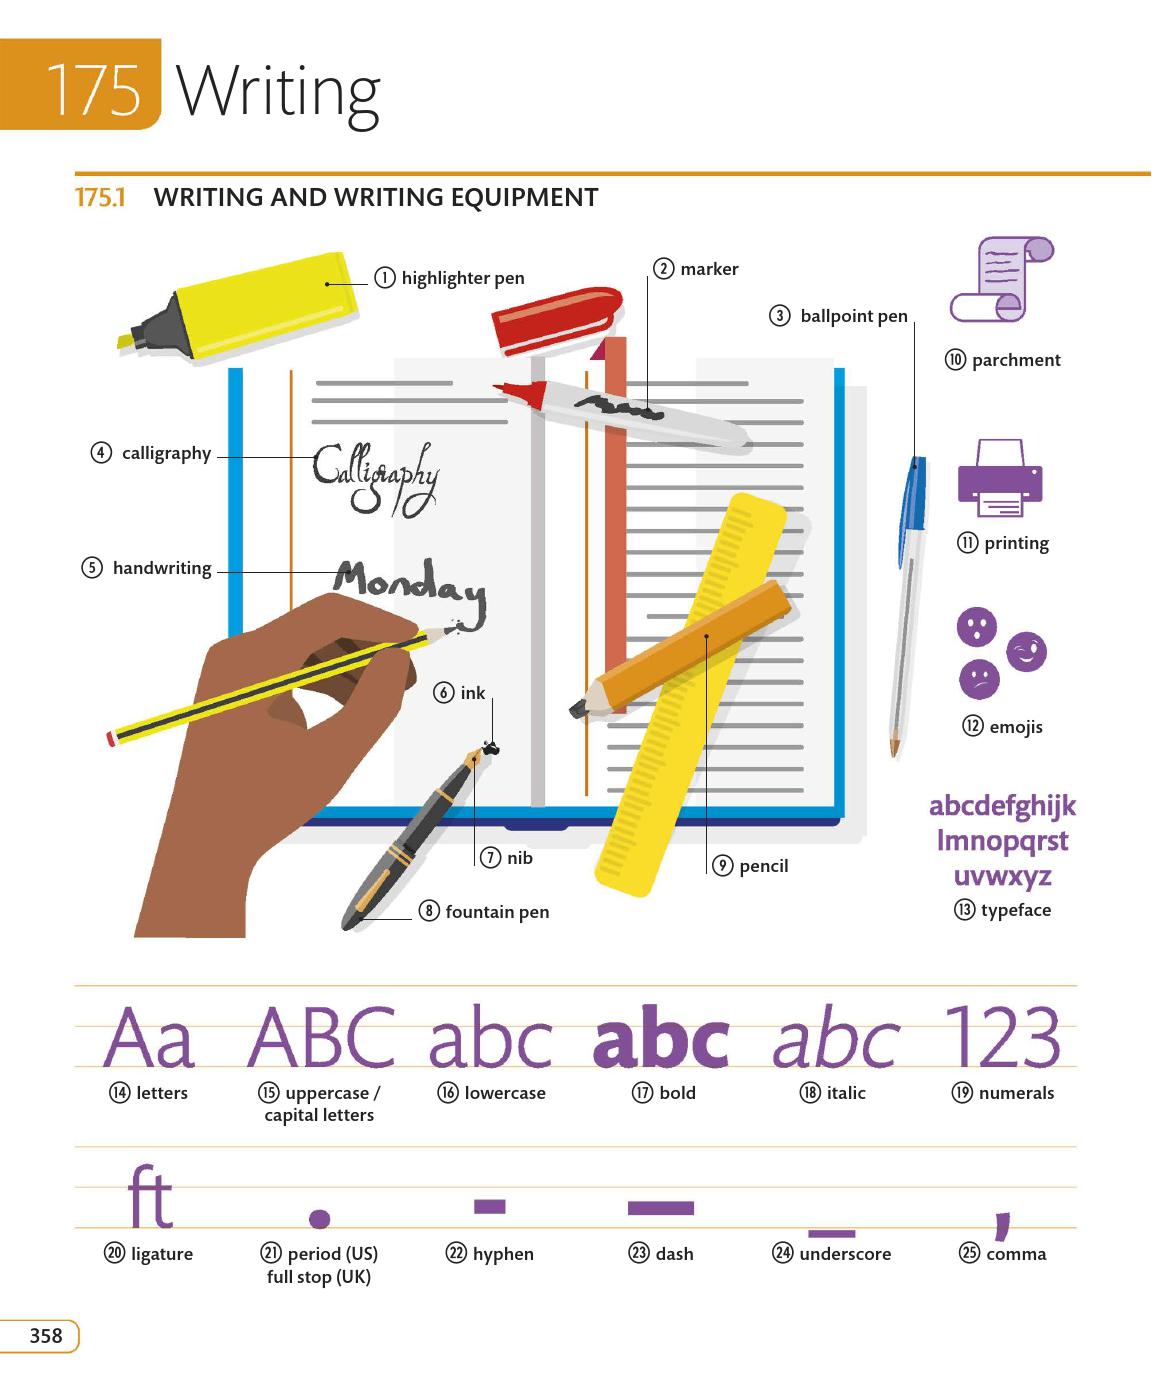 175 Writing
175.1 WRITING AND WRITING EQUIPMENT
1 highlighter pen
2 marker
3 ballpoint pen
4 calligraphy
Calligraphy
5 handwriting
Monday
6 ink
7 nib
8 fountain pen
9 pencil
10 parchment
11 printing
12 emojis
abcdefghijk
lmnopqrst
uvwxyz
13 typeface
Aa ABC abc abc abc 123
14 letters
15 uppercase /
capital letters
16 lowercase
17 bold
18 italic
19 numerals
ft . - — _ ,
20 ligature
21 period (US)
full stop (UK)
22 hyphen
23 dash
24 underscore
25 comma
358